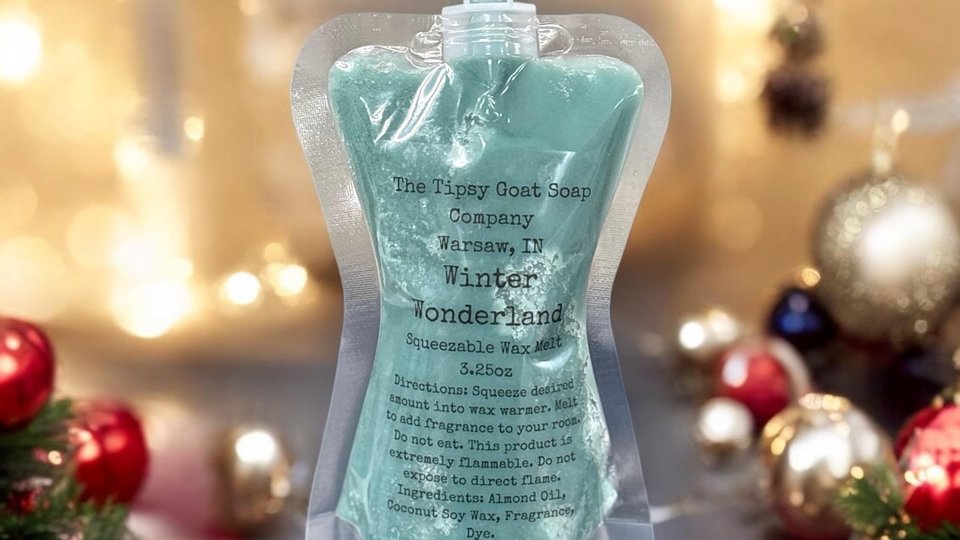 The Tipsy Goat Soap
Company
Warsaw, IN
Winter
Wonderland
Squeezable Wax Melt
3.25oz
Directions: Squeeze desired
amount into wax warmer. Melt
to add fragrance to your room.
Do not eat. This product is
extremely flammable. Do not
expose to direct flame.
Ingredients: Almond Oil,
Coconut Soy Wax, Fragrance,
Dye.